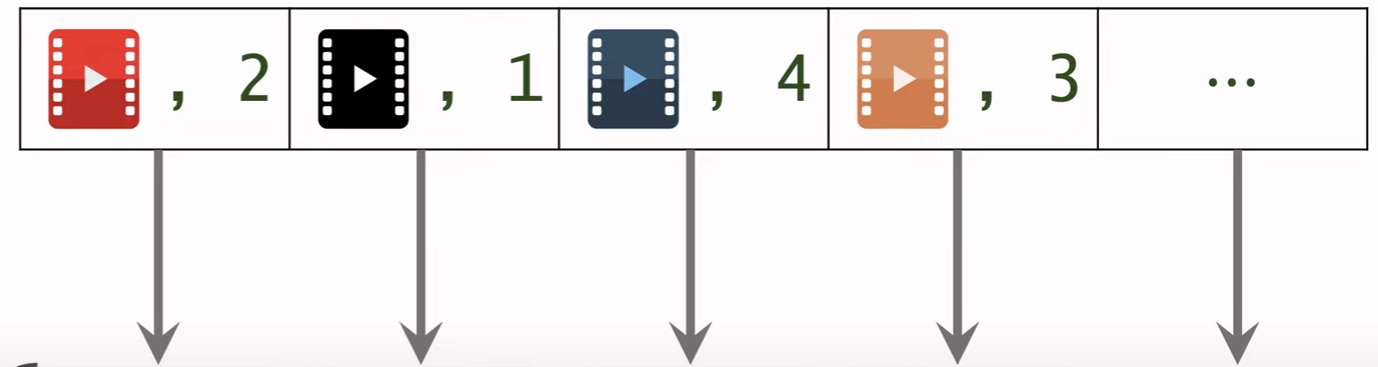 , 2 , 1 , 4 , 3 ...